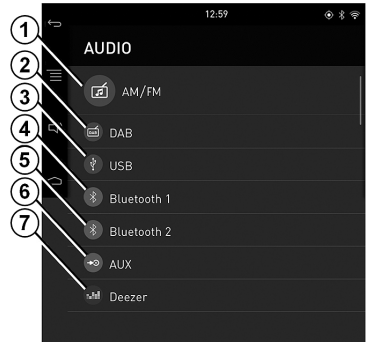 12:59
AUDIO
1
AM/FM
2
DAB
DAB
3
USB
4
Bluetooth 1
5
Bluetooth 2
6
AUX
7
Deezer